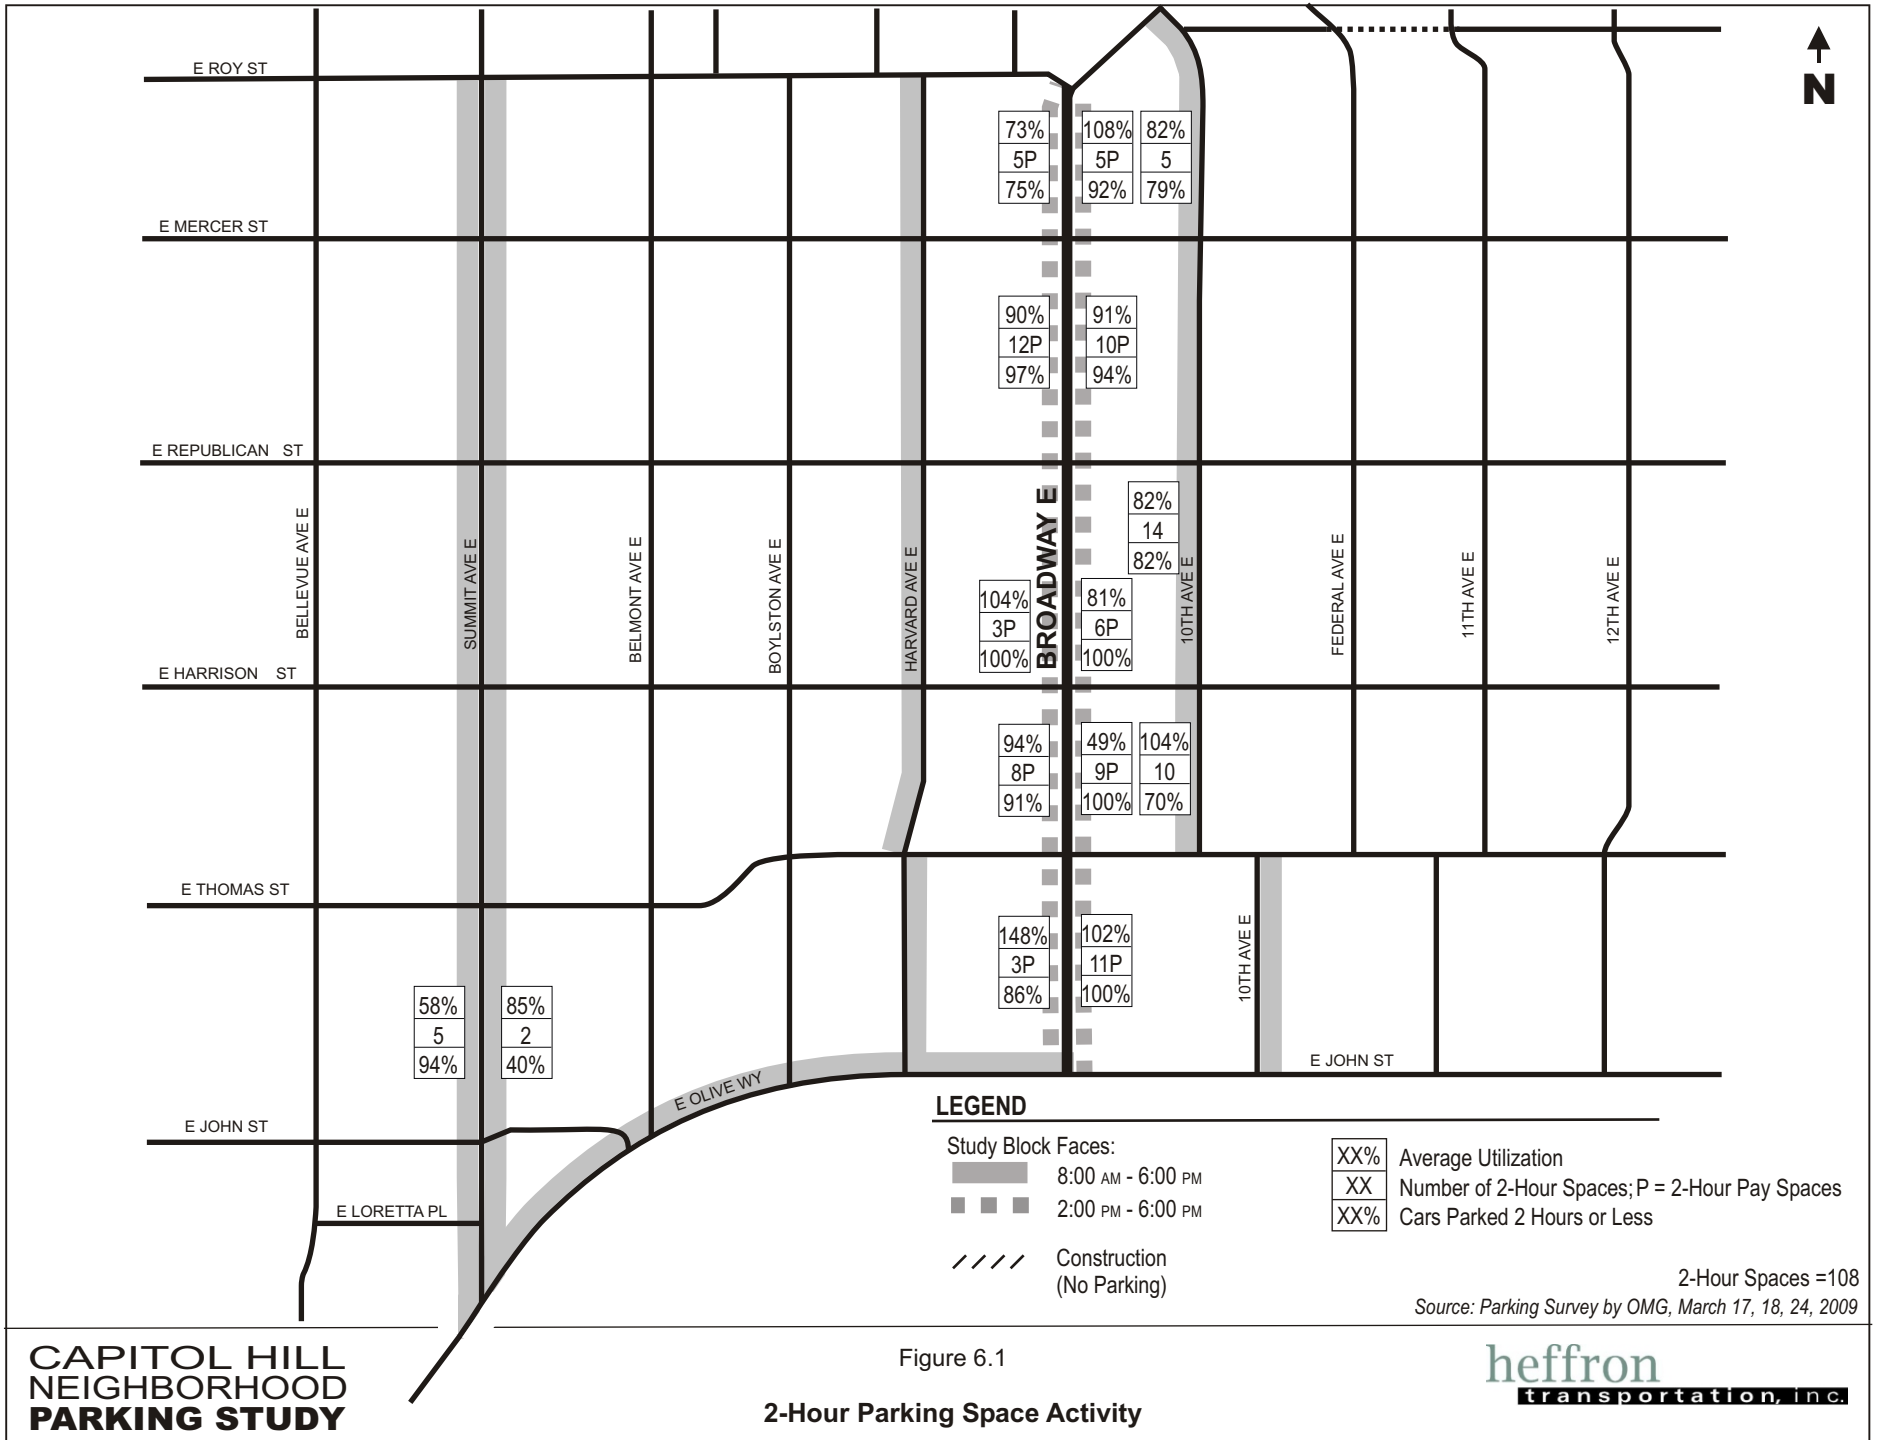 E ROY ST
N
73%
5P
75%
108%
5P
92%
82%
5
79%
E MERCER ST
90%
12P
97%
91%
10P
94%
E REPUBLICAN ST
BELLEVUE AVE E
SUMMIT AVE E
BELMONT AVE E
BOYLSTON AVE E
HARVARD AVE E
BROADWAY E
82%
14
82%
10TH AVE E
FEDERAL AVE E
11TH AVE E
12TH AVE E
104%
3P
100%
81%
6P
100%
E HARRISON ST
94%
8P
91%
49%
9P
100%
104%
10
70%
E THOMAS ST
148%
3P
86%
102%
11P
100%
10TH AVE E
58%
5
94%
85%
2
40%
E OLIVE WY
E JOHN ST
E JOHN ST
E LORETTA PL
LEGEND
Study Block Faces:
8:00 AM - 6:00 PM
2:00 PM - 6:00 PM
Construction
(No Parking)
XX% Average Utilization
XX Number of 2-Hour Spaces; P = 2-Hour Pay Spaces
XX% Cars Parked 2 Hours or Less
2-Hour Spaces =108
Source: Parking Survey by OMG, March 17, 18, 24, 2009
CAPITOL HILL
NEIGHBORHOOD
PARKING STUDY
Figure 6.1
2-Hour Parking Space Activity
heffron
transportation, inc.